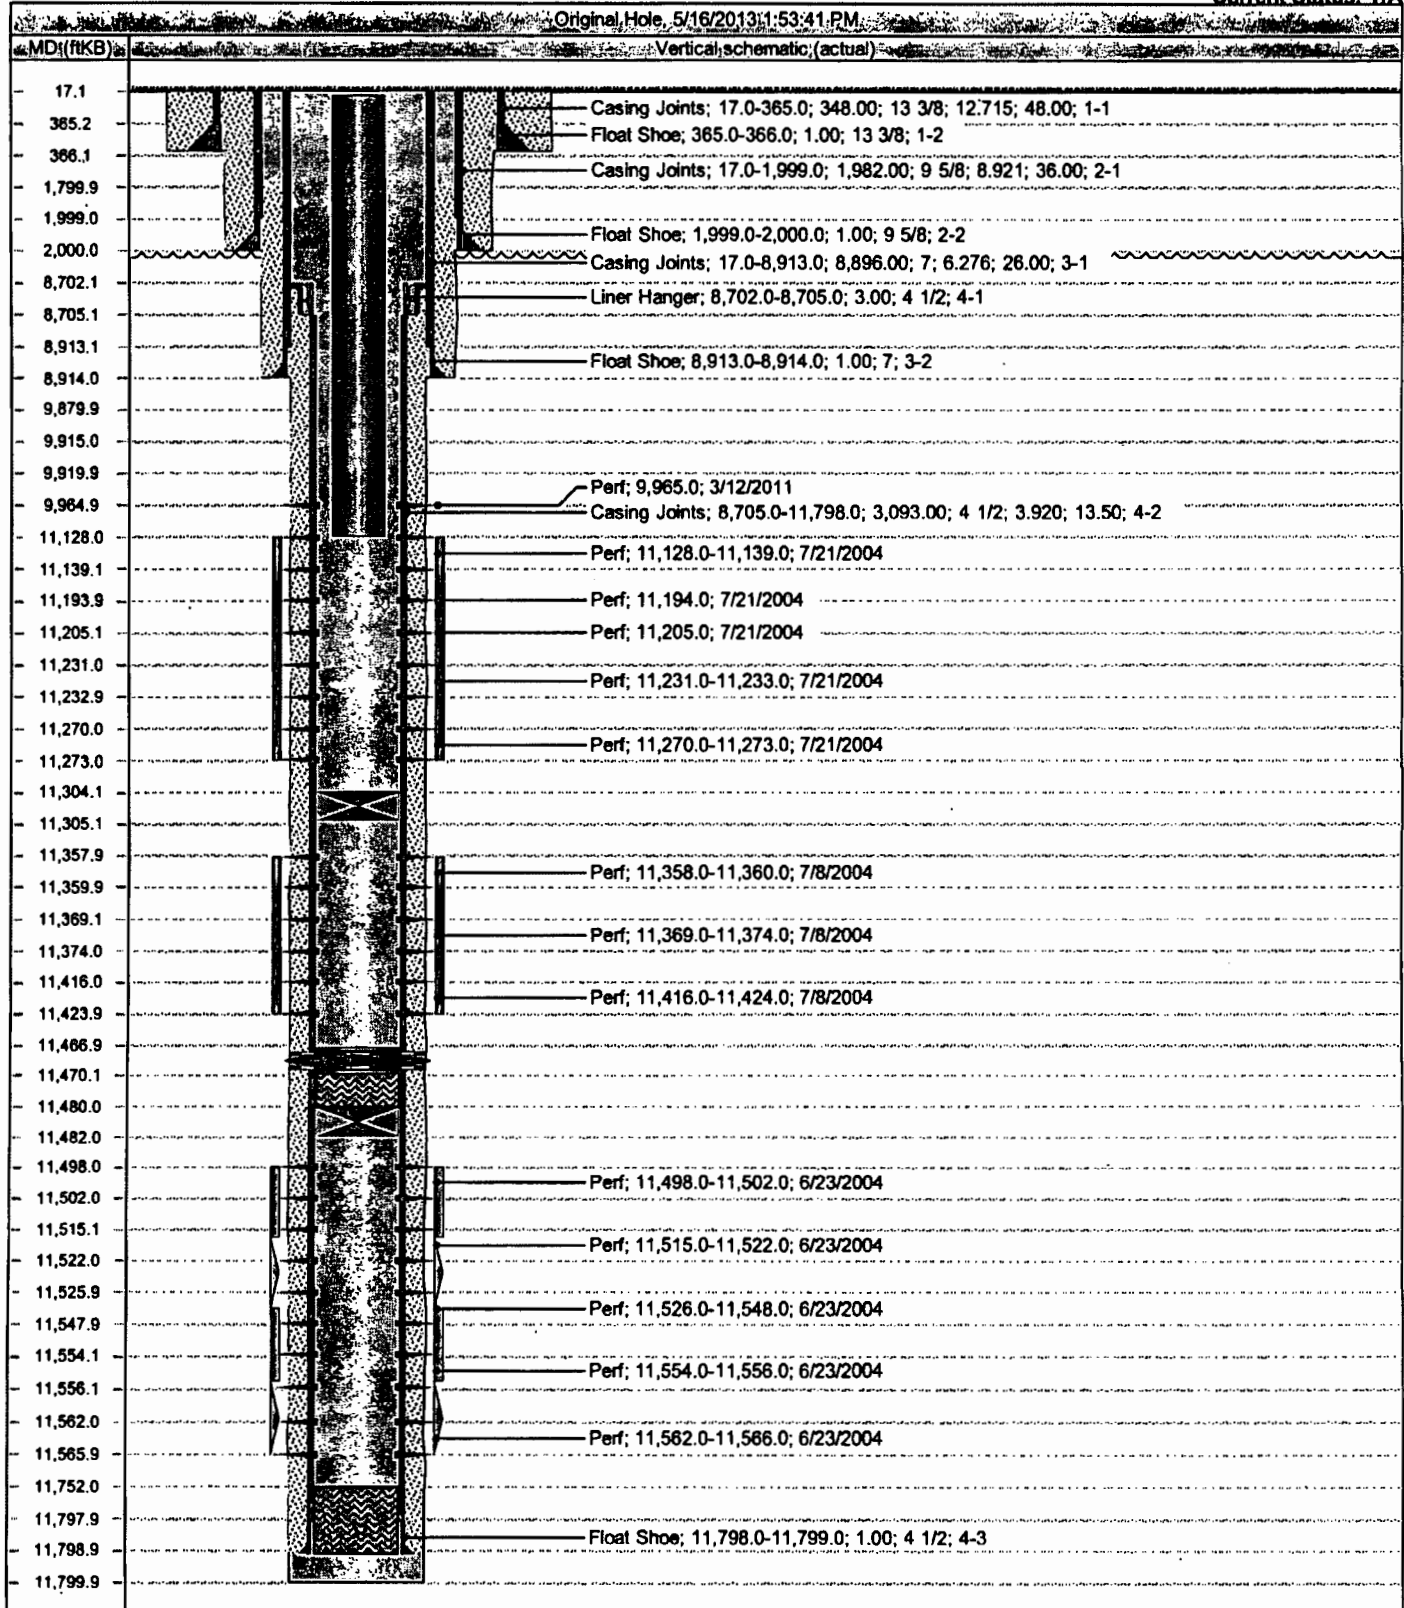 Original Hole, 5/16/2013 1:53:41 PM
MD (ftKB)
Vertical schematic (actual)
17.1
Casing Joints; 17.0-365.0; 348.00; 13 3/8; 12.715; 48.00; 1-1
365.2
Float Shoe; 365.0-366.0; 1.00; 13 3/8; 1-2
366.1
Casing Joints; 17.0-1,999.0; 1,982.00; 9 5/8; 8.921; 36.00; 2-1
1,799.9
1,999.0
Float Shoe; 1,999.0-2,000.0; 1.00; 9 5/8; 2-2
2,000.0
Casing Joints; 17.0-8,913.0; 8,896.00; 7; 6.276; 26.00; 3-1
8,702.1
Liner Hanger; 8,702.0-8,705.0; 3.00; 4 1/2; 4-1
8,705.1
8,913.1
Float Shoe; 8,913.0-8,914.0; 1.00; 7; 3-2
8,914.0
9,879.9
9,915.0
9,919.9
Perf; 9,965.0; 3/12/2011
9,964.9
Casing Joints; 8,705.0-11,798.0; 3,093.00; 4 1/2; 3.920; 13.50; 4-2
11,128.0
Perf; 11,128.0-11,139.0; 7/21/2004
11,139.1
11,193.9
Perf; 11,194.0; 7/21/2004
11,205.1
Perf; 11,205.0; 7/21/2004
11,231.0
Perf; 11,231.0-11,233.0; 7/21/2004
11,232.9
11,270.0
Perf; 11,270.0-11,273.0; 7/21/2004
11,273.0
11,304.1
11,305.1
11,357.9
Perf; 11,358.0-11,360.0; 7/8/2004
11,359.9
11,369.1
Perf; 11,369.0-11,374.0; 7/8/2004
11,374.0
11,416.0
Perf; 11,416.0-11,424.0; 7/8/2004
11,423.9
11,466.9
11,470.1
11,480.0
11,482.0
11,498.0
Perf; 11,498.0-11,502.0; 6/23/2004
11,502.0
11,515.1
Perf; 11,515.0-11,522.0; 6/23/2004
11,522.0
11,525.9
Perf; 11,526.0-11,548.0; 6/23/2004
11,547.9
11,554.1
Perf; 11,554.0-11,556.0; 6/23/2004
11,556.1
11,562.0
Perf; 11,562.0-11,566.0; 6/23/2004
11,565.9
11,752.0
11,797.9
Float Shoe; 11,798.0-11,799.0; 1.00; 4 1/2; 4-3
11,798.9
11,799.9